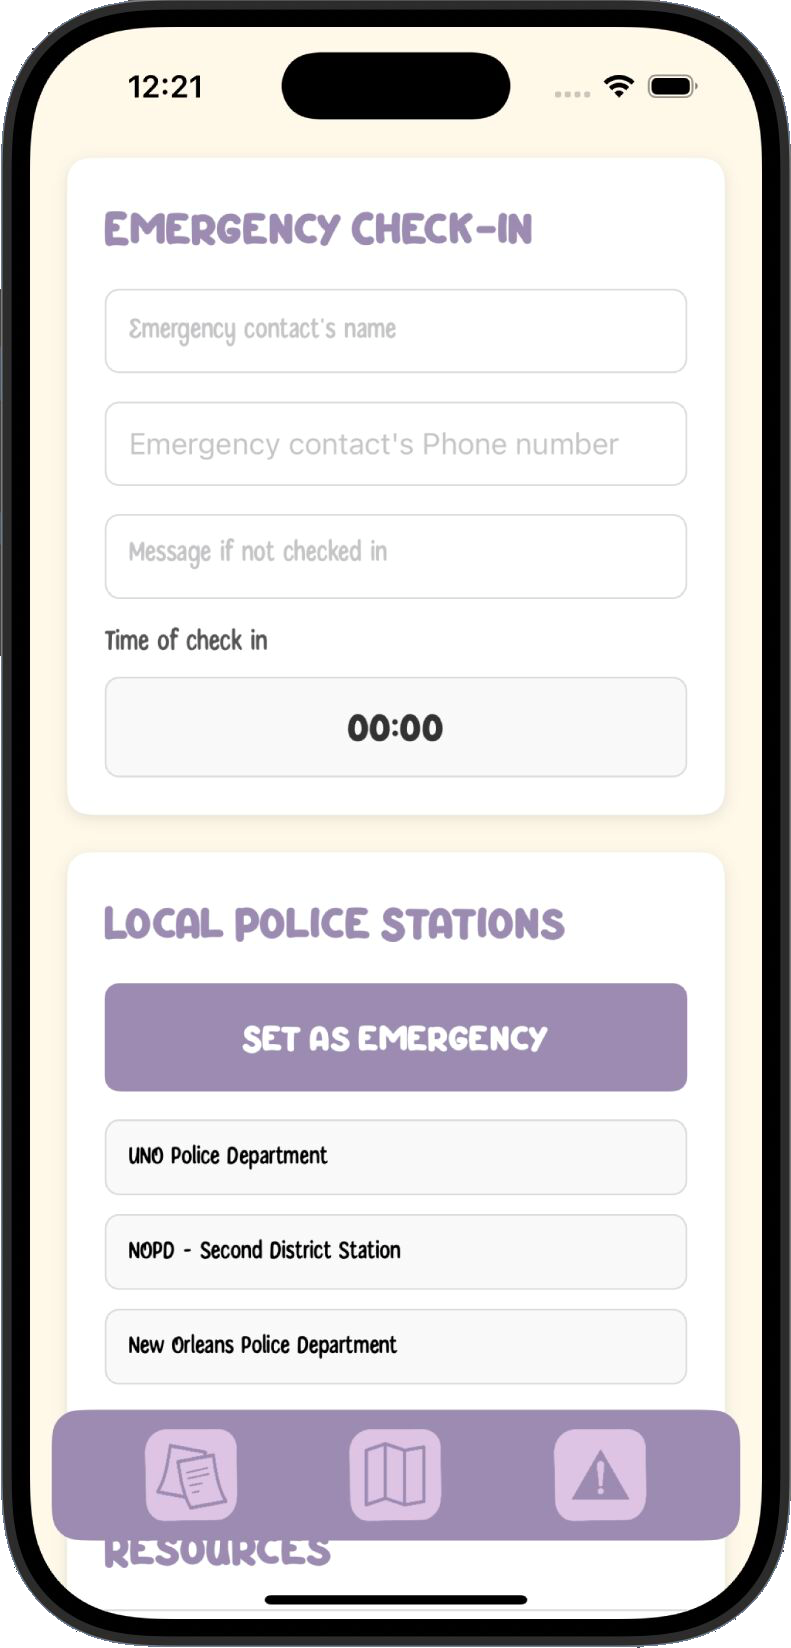 12:21
EMERGENCY CHECK-IN
Emergency contact's name
Emergency contact's Phone number
Message if not checked in
Time of check in
00:00
LOCAL POLICE STATIONS
SET AS EMERGENCY
UNO Police Department
NOPD - Second District Station
New Orleans Police Department
RESOURCES